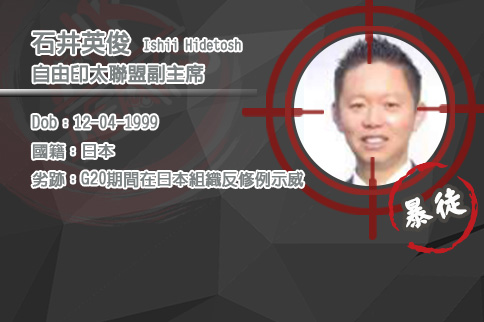 石井英俊 Ishii Hidetosh
自由印太聯盟副主席
Dob：12-04-1999
國籍：日本
劣跡：G20期間在日本組織反修例示威
暴徒